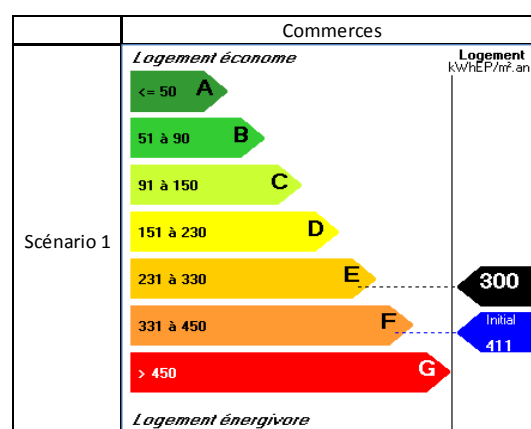 Commerces
Logement économe
Logement
kWhEP/m².an
<= 50 A
51 à 90 B
91 à 150 C
151 à 230 D
Scénario 1
231 à 330 E
300
331 à 450 F
Initial
411
> 450 G
Logement énergivore